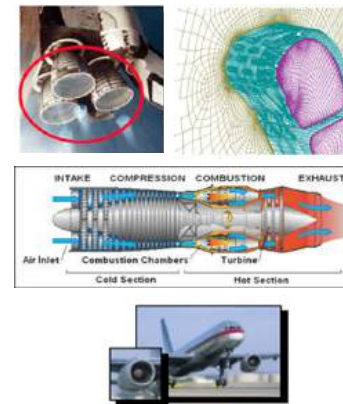 INTAKE COMPRESSION COMBUSTION EXHAUST
Air Inlet Combustion Chambers Turbine
Cold Section Hot Section